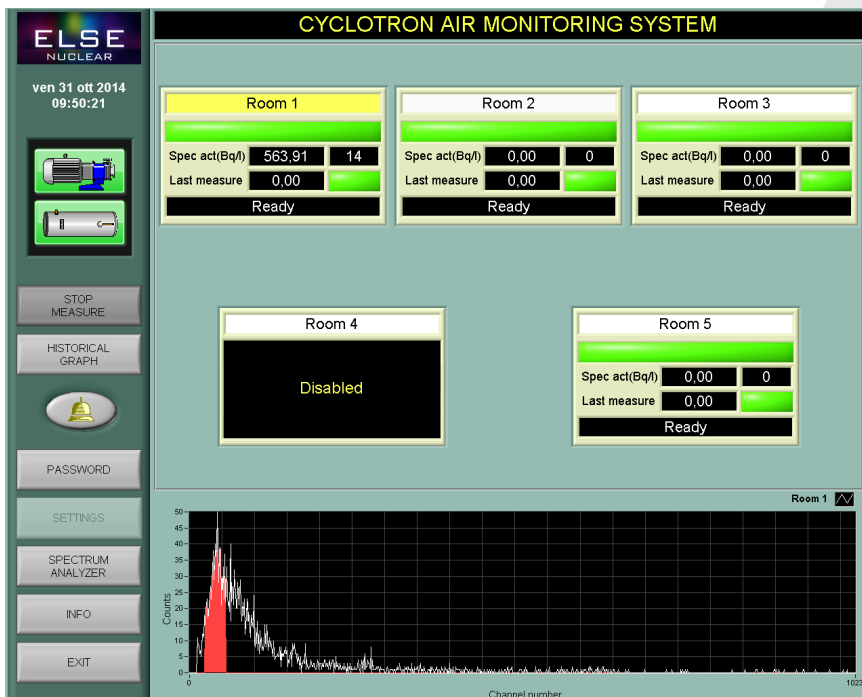 ELSE
NUCLEAR
ven 31 ott 2014
09:50:21
STOP
MEASURE
HISTORICAL
GRAPH
PASSWORD
SETTINGS
SPECTRUM
ANALYZER
INFO
EXIT
CYCLOTRON AIR MONITORING SYSTEM
Room 1
Spec act(Bq/l) 563,91 14
Last measure 0,00
Ready
Room 2
Spec act(Bq/l) 0,00 0
Last measure 0,00
Ready
Room 3
Spec act(Bq/l) 0,00 0
Last measure 0,00
Ready
Room 4
Disabled
Room 5
Spec act(Bq/l) 0,00 0
Last measure 0,00
Ready
Room 1
Counts
50
45
40
35
30
25
20
15
10
5
0
0 1023
Channel number